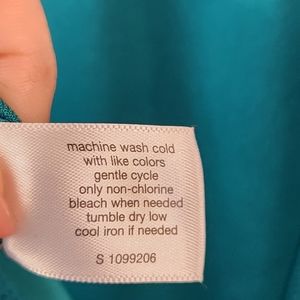 machine wash cold
with like colors
gentle cycle
only non-chlorine
bleach when needed
tumble dry low
cool iron if needed
S 1099206